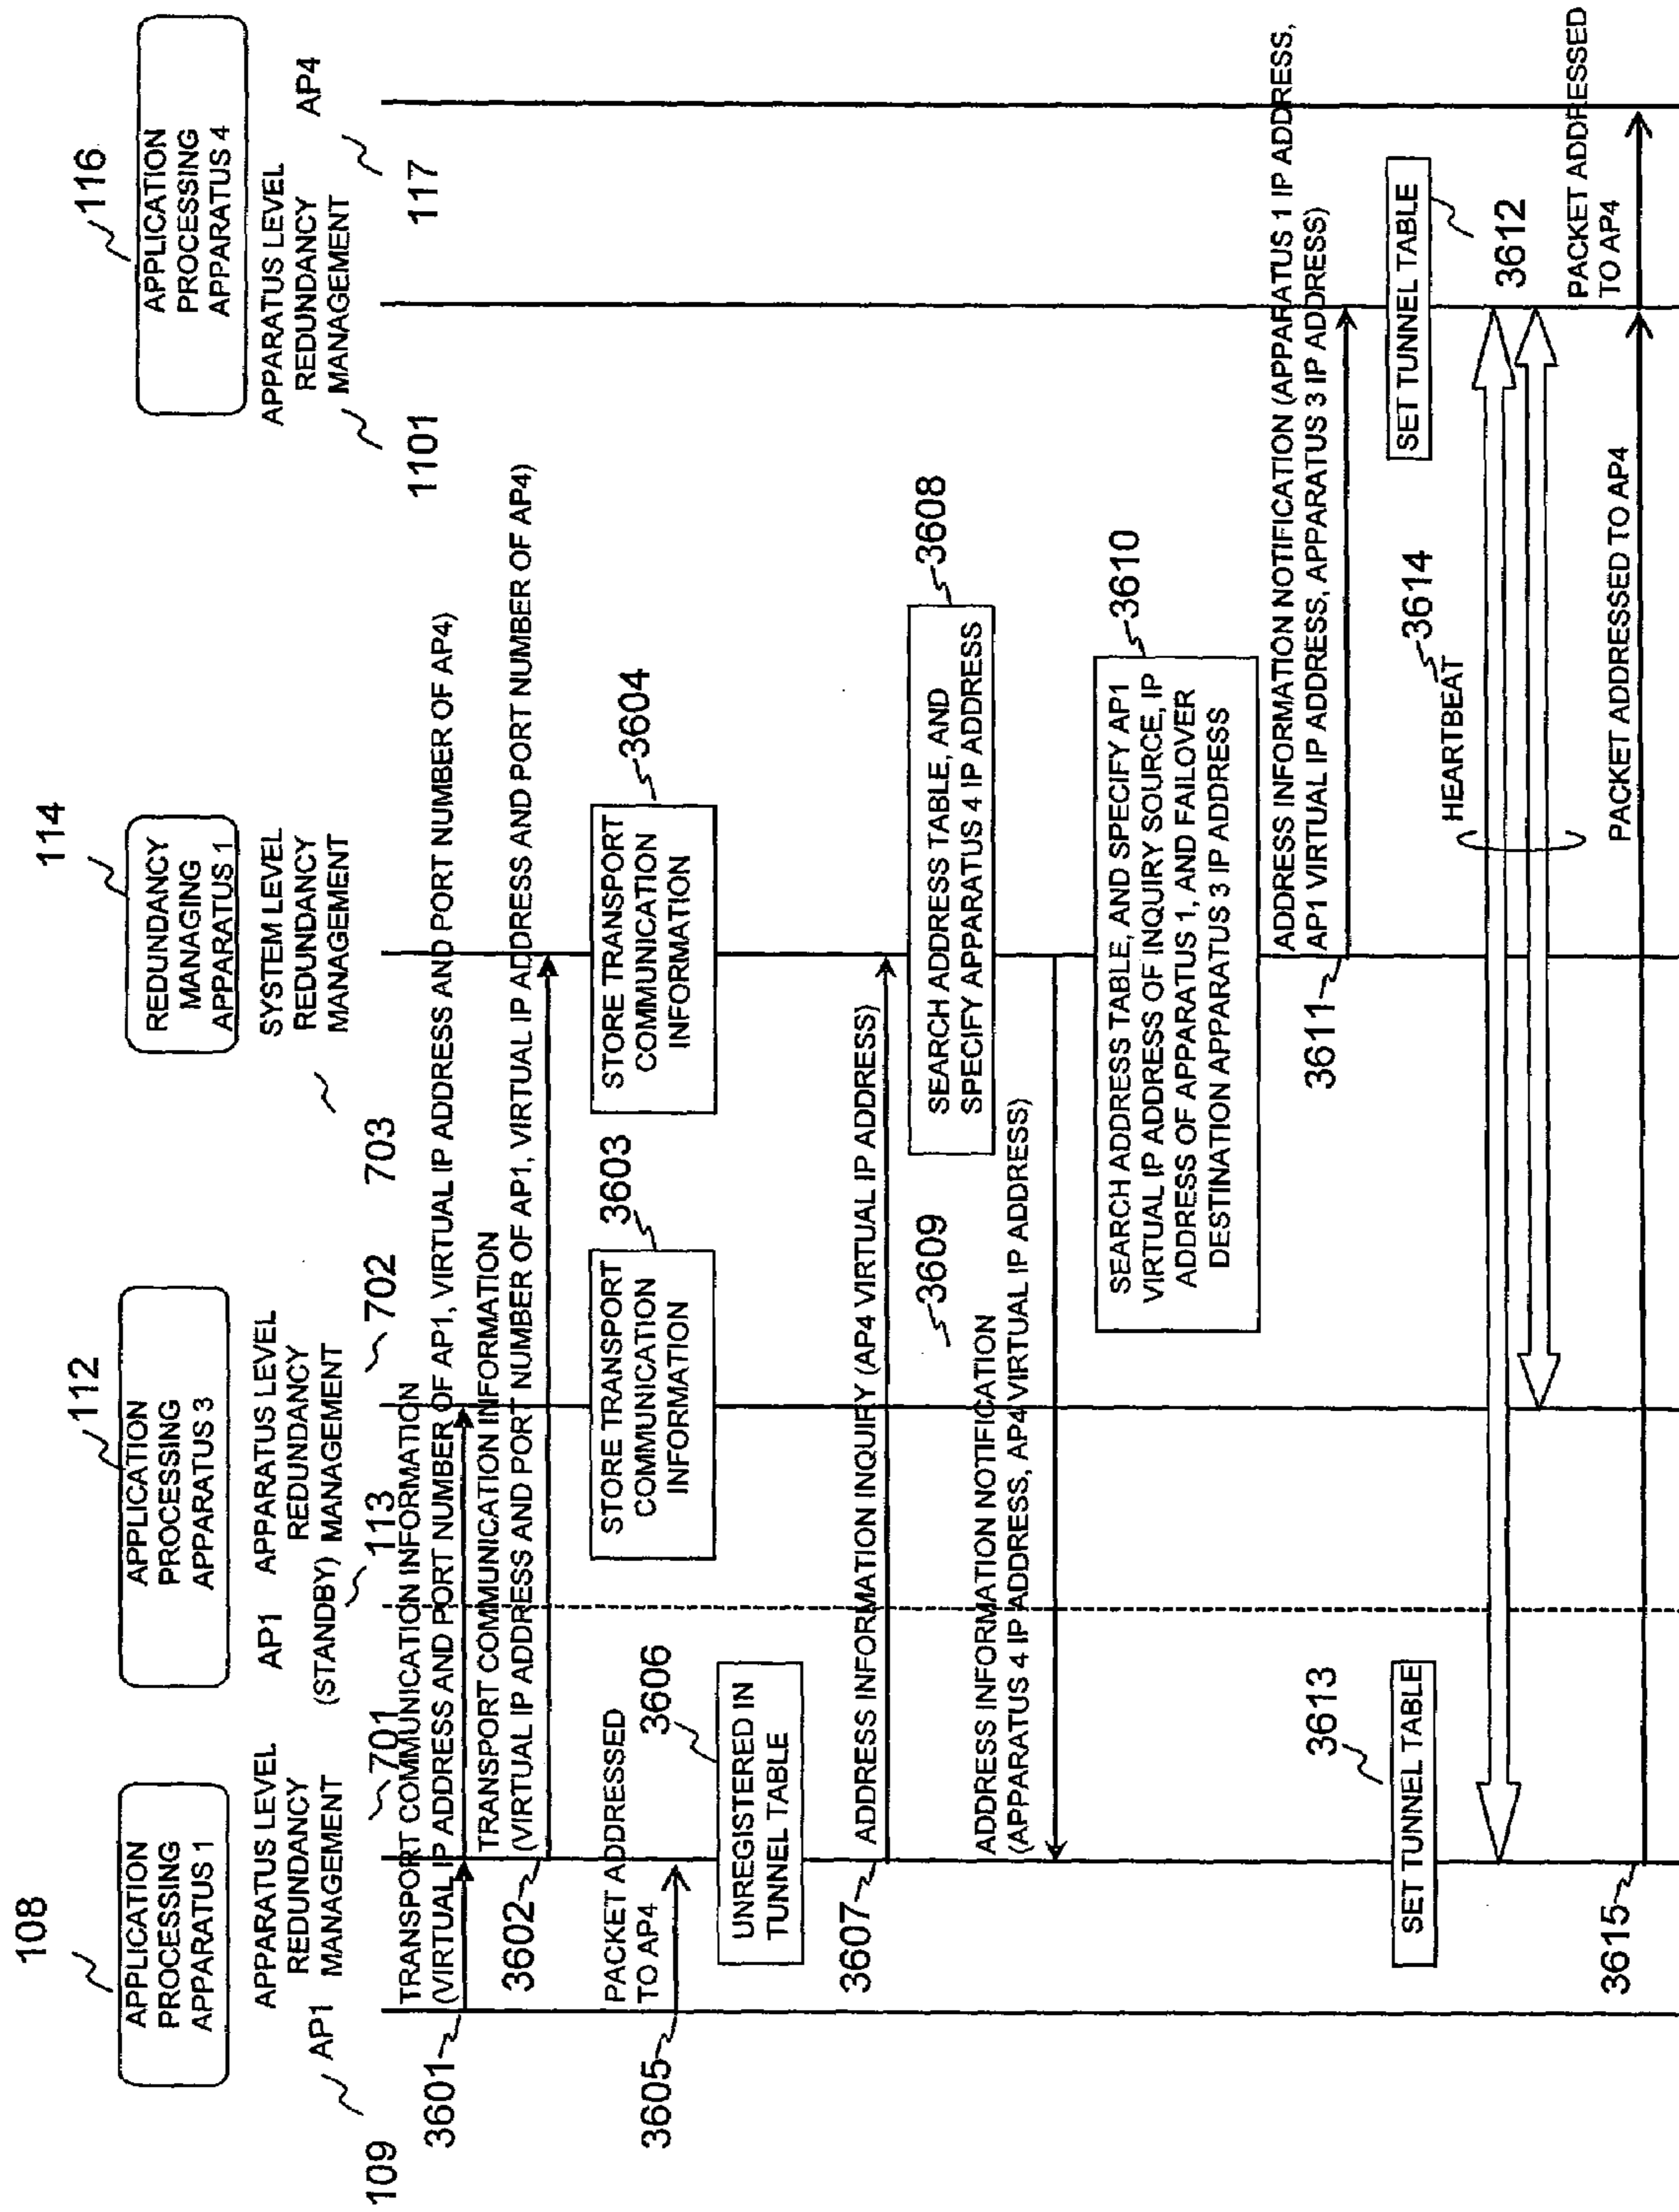 108
APPLICATION
PROCESSING
APPARATUS 1
112
APPLICATION
PROCESSING
APPARATUS 3
114
REDUNDANCY
MANAGING
APPARATUS 1
116
APPLICATION
PROCESSING
APPARATUS 4
109
AP1
APPARATUS LEVEL
REDUNDANCY
MANAGEMENT
701
AP1
(STANDBY)
113
APPARATUS LEVEL
REDUNDANCY
MANAGEMENT
702
SYSTEM LEVEL
REDUNDANCY
MANAGEMENT
703
APPARATUS LEVEL
REDUNDANCY
MANAGEMENT
1101
AP4
117
3601
TRANSPORT COMMUNICATION INFORMATION
(VIRTUAL IP ADDRESS AND PORT NUMBER OF AP1, VIRTUAL IP ADDRESS AND PORT NUMBER OF AP4)
3602
TRANSPORT COMMUNICATION INFORMATION
(VIRTUAL IP ADDRESS AND PORT NUMBER OF AP1, VIRTUAL IP ADDRESS AND PORT NUMBER OF AP4)
3603
STORE TRANSPORT
COMMUNICATION
INFORMATION
3604
STORE TRANSPORT
COMMUNICATION
INFORMATION
3605
PACKET ADDRESSED
TO AP4
3606
UNREGISTERED IN
TUNNEL TABLE
3607
ADDRESS INFORMATION INQUIRY (AP4 VIRTUAL IP ADDRESS)
3608
SEARCH ADDRESS TABLE, AND
SPECIFY APPARATUS 4 IP ADDRESS
3609
ADDRESS INFORMATION NOTIFICATION
(APPARATUS 4 IP ADDRESS, AP4 VIRTUAL IP ADDRESS)
3610
SEARCH ADDRESS TABLE, AND SPECIFY AP1
VIRTUAL IP ADDRESS OF INQUIRY SOURCE, IP
ADDRESS OF APPARATUS 1, AND FAILOVER
DESTINATION APPARATUS 3 IP ADDRESS
3611
ADDRESS INFORMATION NOTIFICATION (APPARATUS 1 IP ADDRESS,
AP1 VIRTUAL IP ADDRESS, APPARATUS 3 IP ADDRESS)
SET TUNNEL TABLE
3612
3613
SET TUNNEL TABLE
HEARTBEAT
3614
3615
PACKET ADDRESSED TO AP4
PACKET ADDRESSED
TO AP4